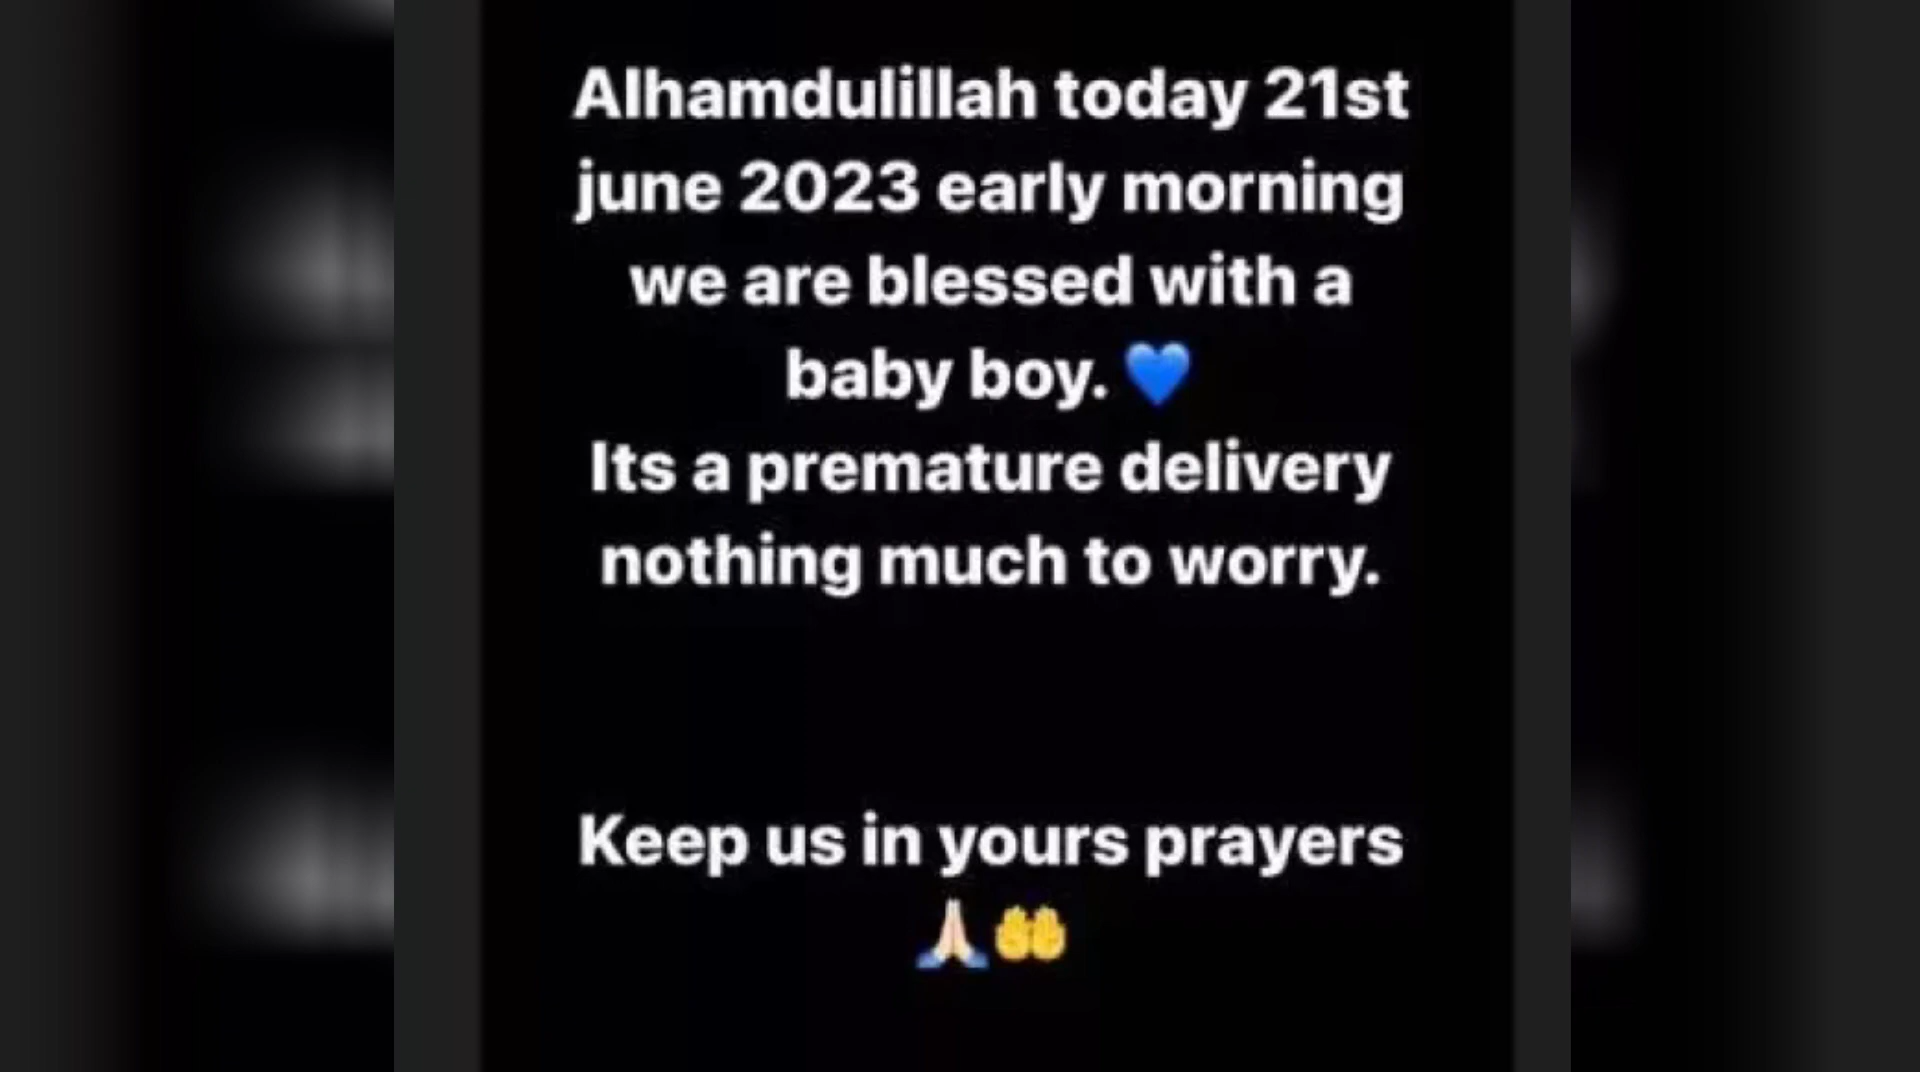 Alhamdulillah today 21st
june 2023 early morning
we are blessed with a
baby boy. 💙
Its a premature delivery
nothing much to worry.
Keep us in yours prayers
🙏🏻🤲